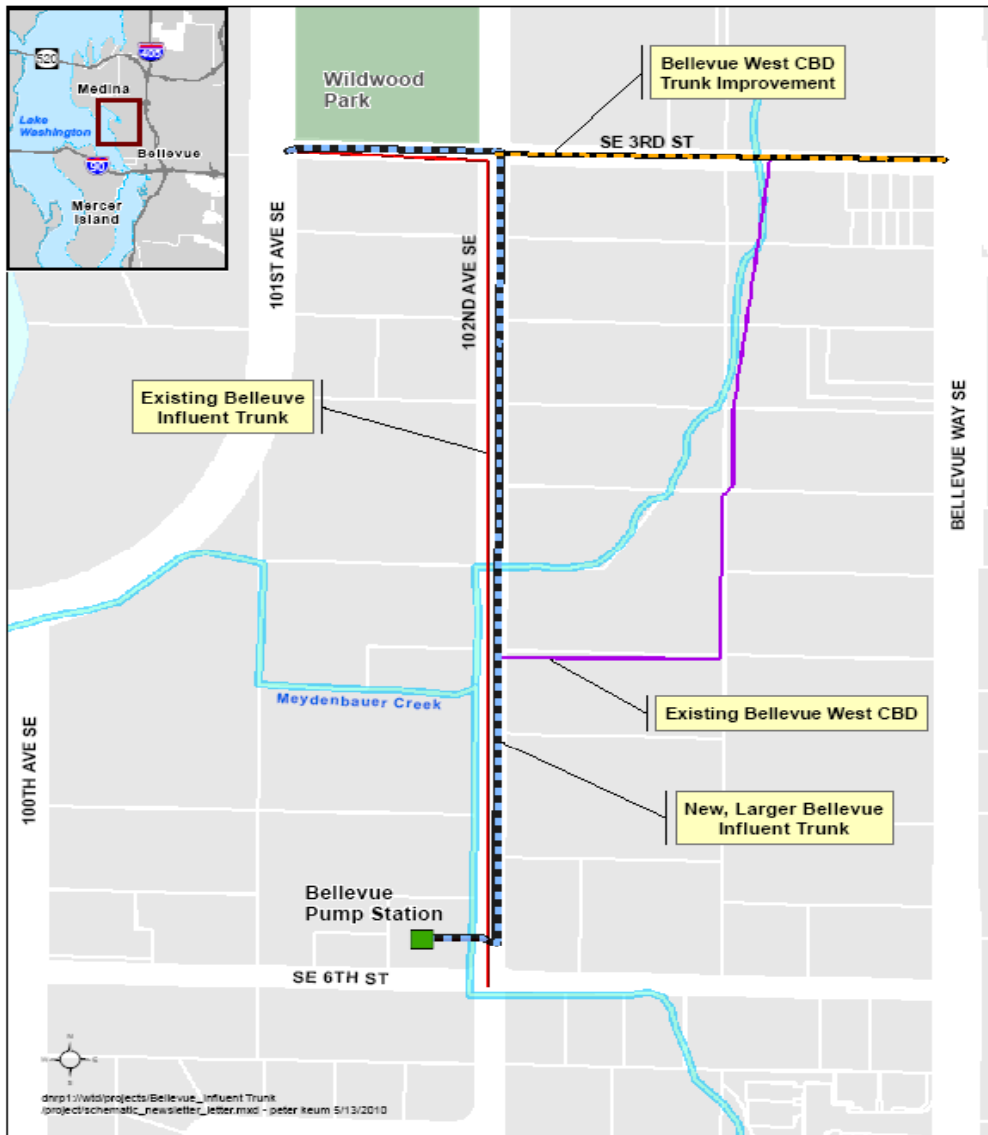 520
405
Medina
Lake
Washington
Bellevue
90
Mercer
Island
Wildwood
Park
Bellevue West CBD
Trunk Improvement
SE 3RD ST
101ST AVE SE
102ND AVE SE
Existing Belleuve
Influent Trunk
BELLEVUE WAY SE
Meydenbauer Creek
Existing Bellevue West CBD
100TH AVE SE
New, Larger Bellevue
Influent Trunk
Bellevue
Pump Station
SE 6TH ST
N
W E
S
dnrp1://wtd/projects/Bellevue_Influent Trunk
/project/schematic_newsletter_letter.mxd - peter keum 5/13/2010